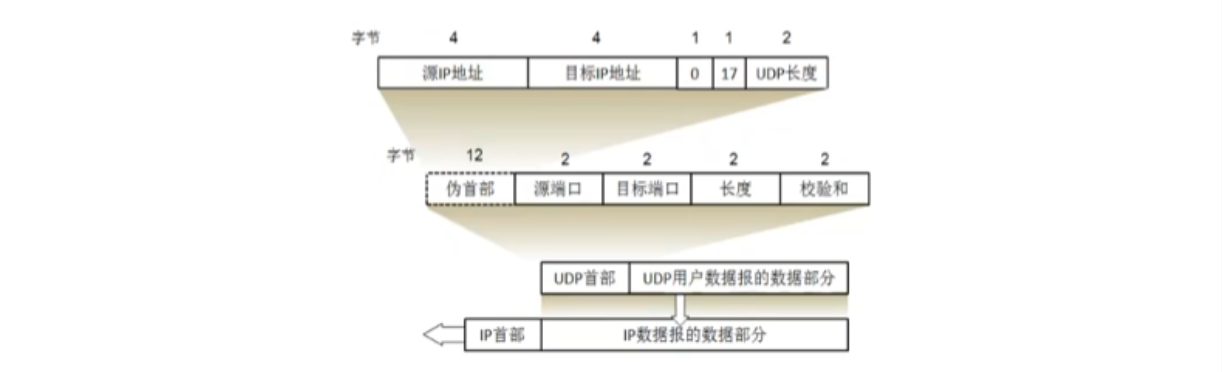 字节 4 4 1 1 2
源IP地址 目标IP地址 0 17 UDP长度
字节 12 2 2 2 2
伪首部 源端口 目标端口 长度 校验和
UDP首部 UDP用户数据报的数据部分
IP首部 IP数据报的数据部分